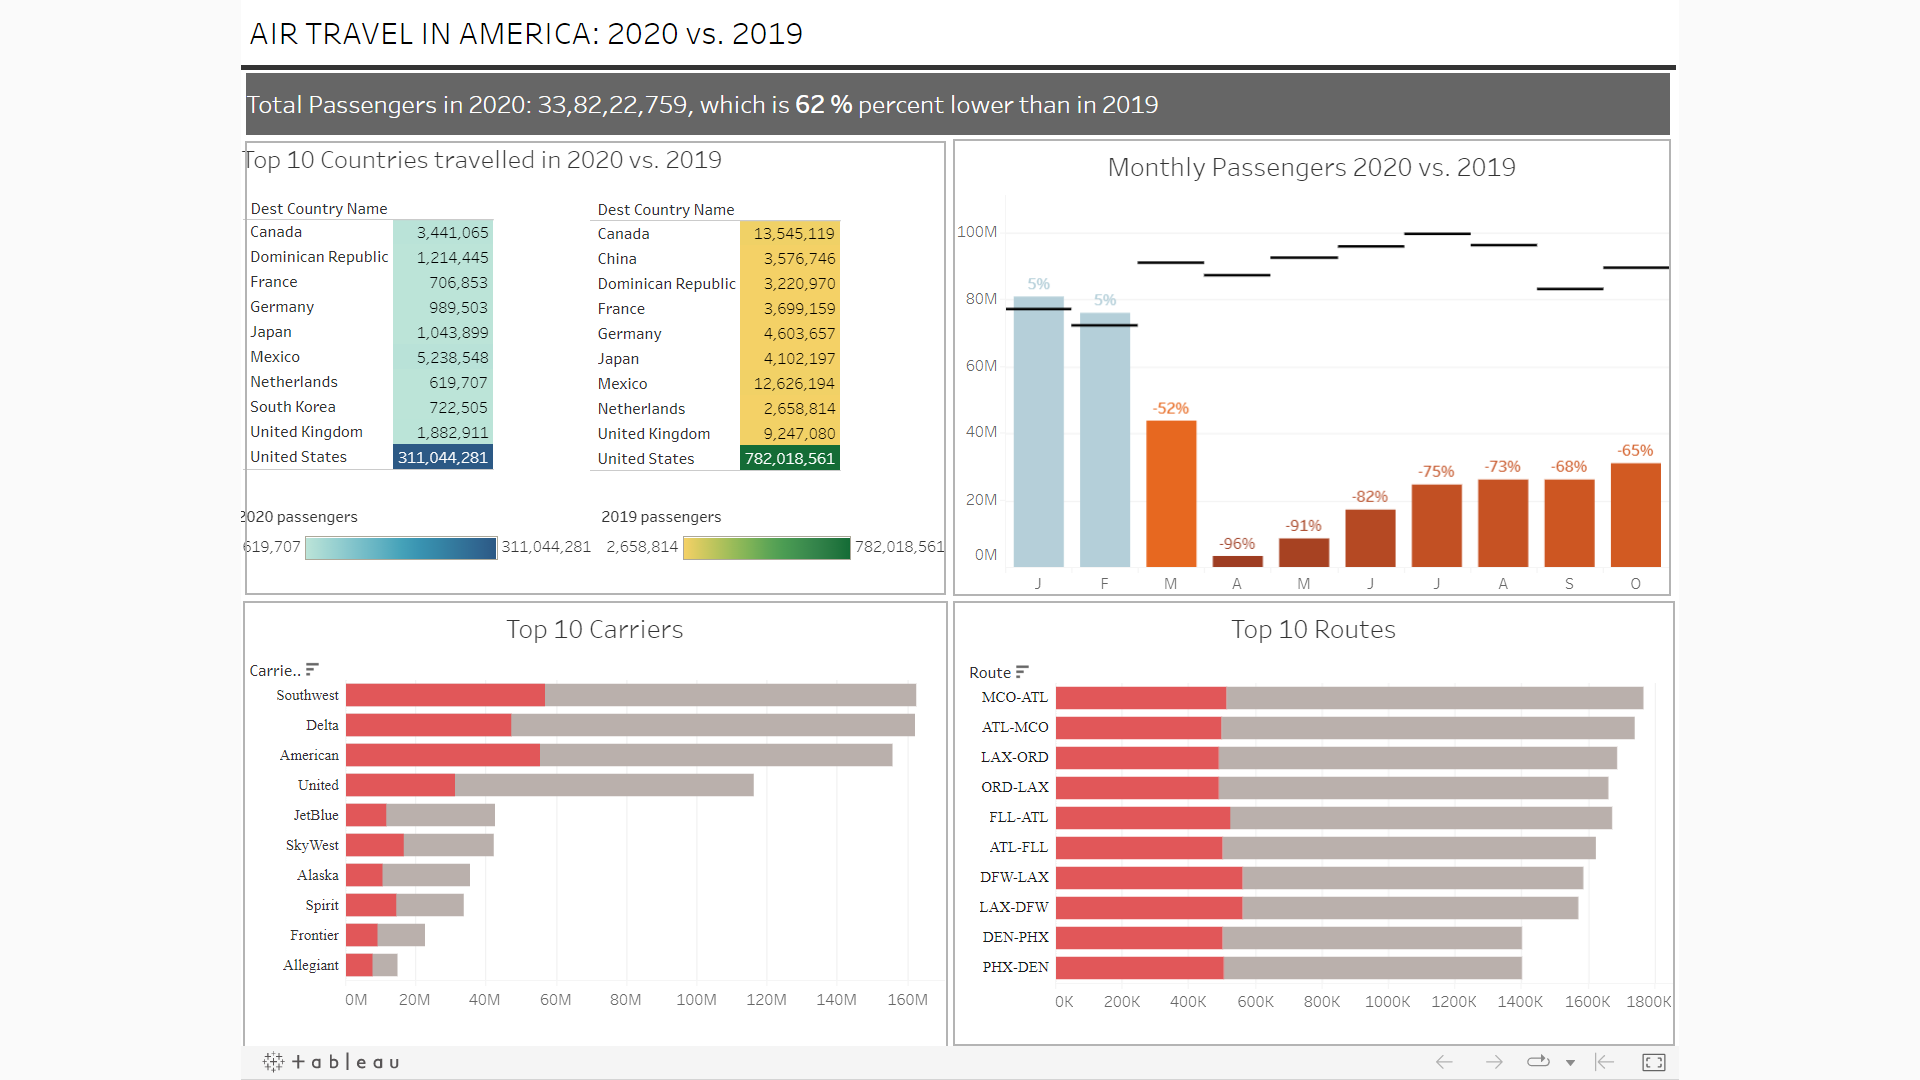 AIR TRAVEL IN AMERICA: 2020 vs. 2019
Total Passengers in 2020: 33,82,22,759, which is 62 % percent lower than in 2019
Top 10 Countries travelled in 2020 vs. 2019
Dest Country Name
Canada 3,441,065
Dominican Republic 1,214,445
France 706,853
Germany 989,503
Japan 1,043,899
Mexico 5,238,548
Netherlands 619,707
South Korea 722,505
United Kingdom 1,882,911
United States 311,044,281
Dest Country Name
Canada 13,545,119
China 3,576,746
Dominican Republic 3,220,970
France 3,699,159
Germany 4,603,657
Japan 4,102,197
Mexico 12,626,194
Netherlands 2,658,814
United Kingdom 9,247,080
United States 782,018,561
2020 passengers
619,707 311,044,281
2019 passengers
2,658,814 782,018,561
Monthly Passengers 2020 vs. 2019
100M
80M
60M
40M
20M
0M
5%
5%
-52%
-96%
-91%
-82%
-75%
-73%
-68%
-65%
J F M A M J J A S O
Top 10 Carriers
Carrie..
Southwest
Delta
American
United
JetBlue
SkyWest
Alaska
Spirit
Frontier
Allegiant
0M 20M 40M 60M 80M 100M 120M 140M 160M
Top 10 Routes
Route
MCO-ATL
ATL-MCO
LAX-ORD
ORD-LAX
FLL-ATL
ATL-FLL
DFW-LAX
LAX-DFW
DEN-PHX
PHX-DEN
0K 200K 400K 600K 800K 1000K 1200K 1400K 1600K 1800K
tableau